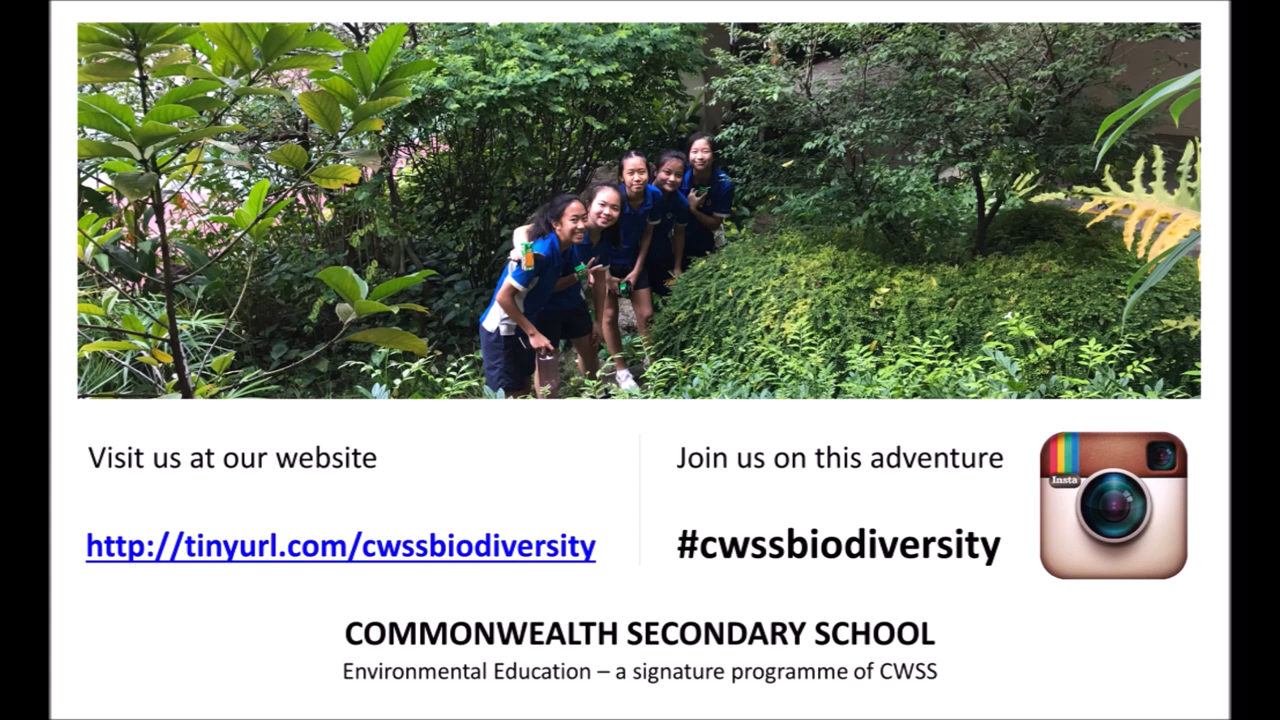 Visit us at our website
http://tinyurl.com/cwssbiodiversity
Join us on this adventure
#cwssbiodiversity
Insta
COMMONWEALTH SECONDARY SCHOOL
Environmental Education – a signature programme of CWSS